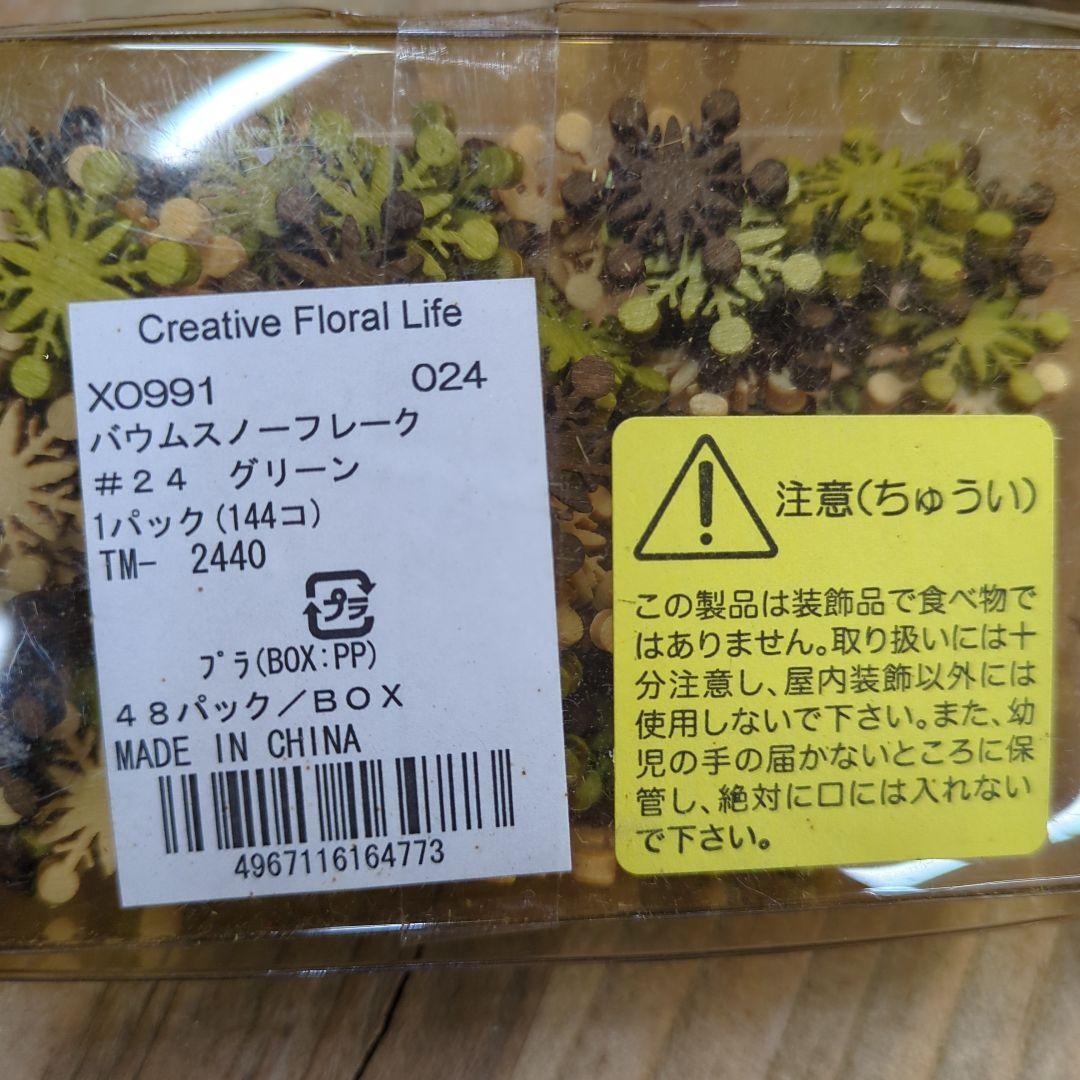 Creative Floral Life
XO991 024
バウムスノーフレーク
#24 グリーン
1パック(144コ)
TM- 2440
プラ
プラ(BOX:PP)
48パック/BOX
MADE IN CHINA
4967116164773
注意(ちゅうい)
この製品は装飾品で食べ物で
はありません。取り扱いには十
分注意し、屋内装飾以外には
使用しないで下さい。また、幼
児の手の届かないところに保
管し、絶対に口には入れない
で下さい。